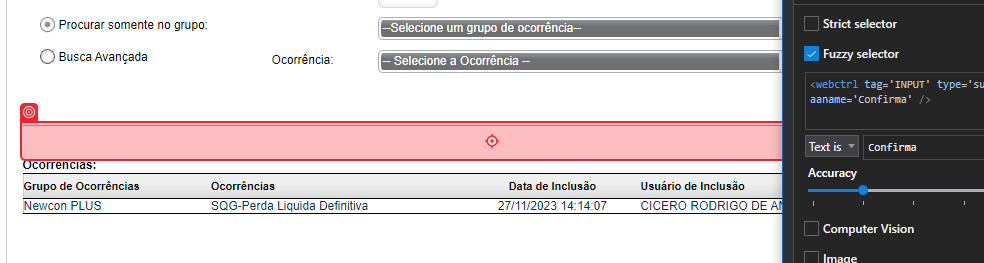 Procurar somente no grupo:
--Selecione um grupo de ocorrência--
Busca Avançada
Ocorrência:
-- Selecione a Ocorrência --
Ocorrências:
Grupo de Ocorrências Ocorrências Data de Inclusão Usuário de Inclusão
Newcon PLUS SQG-Perda Liquida Definitiva 27/11/2023 14:14:07 CICERO RODRIGO DE AN
Strict selector
Fuzzy selector
<webctrl tag='INPUT' type='su
aaname='Confirma' />
Text is
Confirma
Accuracy
Computer Vision
Image